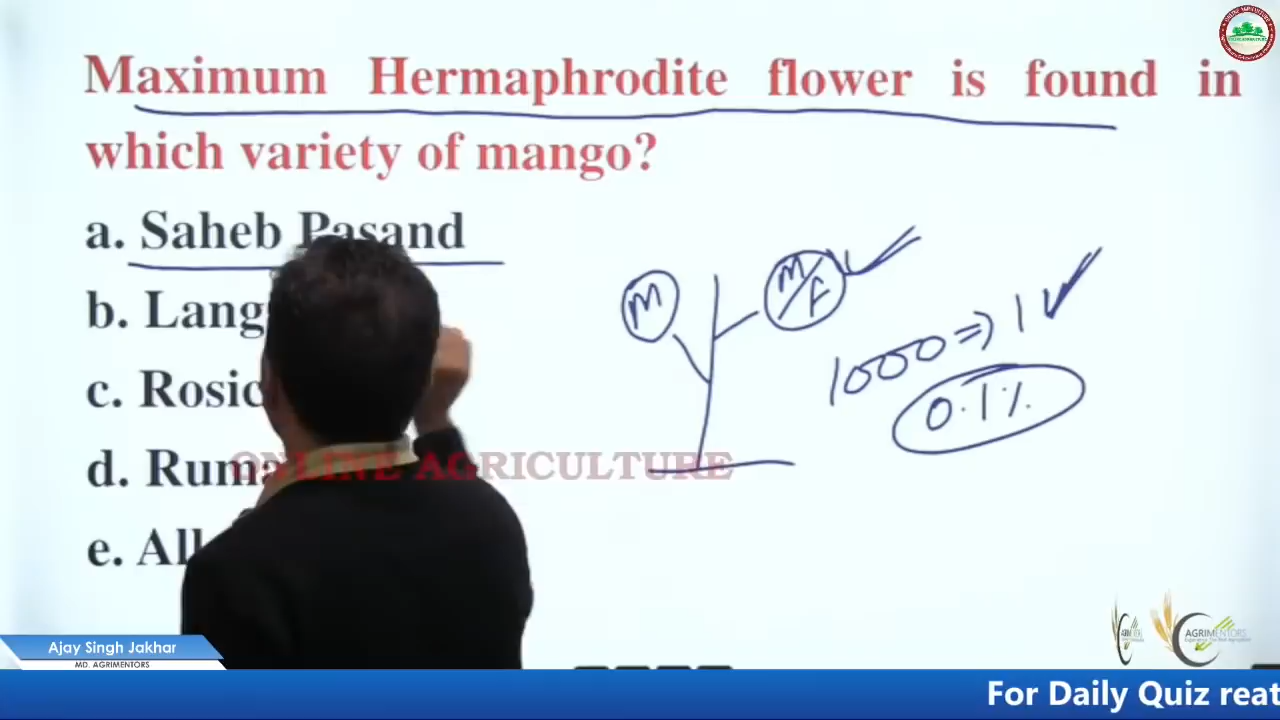 Maximum Hermaphrodite flower is found in
which variety of mango?
a. Saheb Pasand
b. Lang
c. Rosic
d. Ruma
e. All
M
M/F
1000 => 1
0.1%
ONLINE AGRICULTURE
AGRIMENTORS
Ajay Singh Jakhar
MD. AGRIMENTORS
For Daily Quiz reat